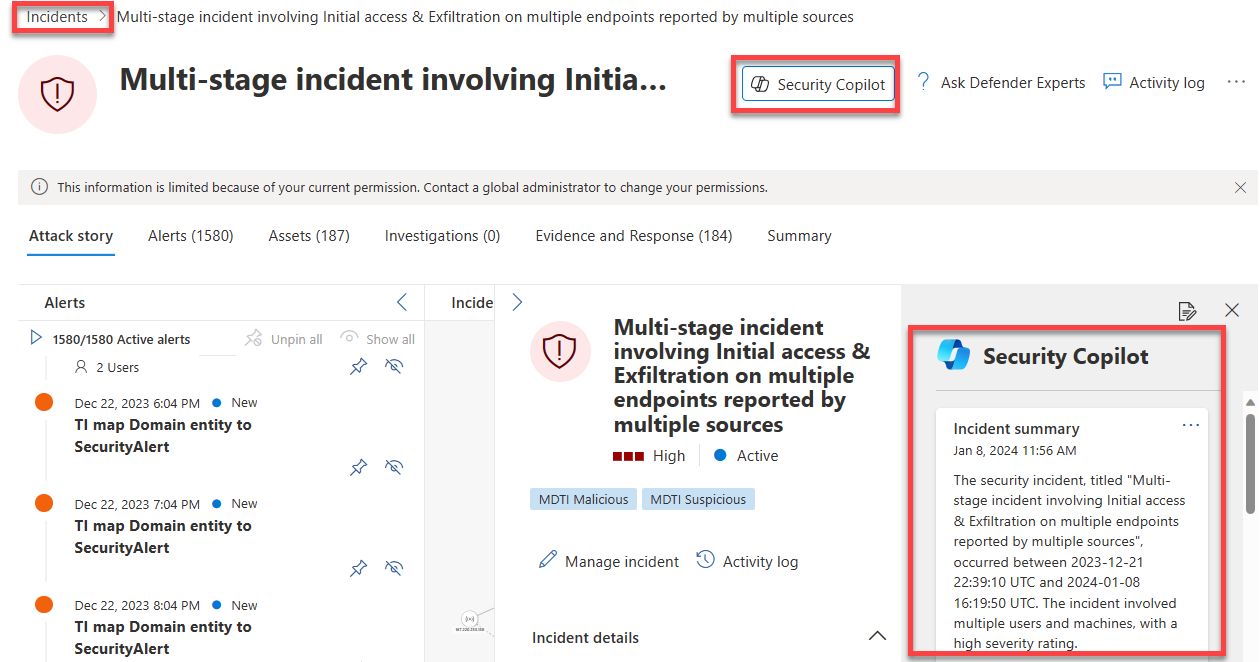 Incidents > Multi-stage incident involving Initial access & Exfiltration on multiple endpoints reported by multiple sources
Multi-stage incident involving Initia...
Security Copilot
? Ask Defender Experts
Activity log
...
This information is limited because of your current permission. Contact a global administrator to change your permissions.
Attack story
Alerts (1580)
Assets (187)
Investigations (0)
Evidence and Response (184)
Summary
Alerts
1580/1580 Active alerts
Unpin all
Show all
2 Users
Dec 22, 2023 6:04 PM
New
TI map Domain entity to
SecurityAlert
Dec 22, 2023 7:04 PM
New
TI map Domain entity to
SecurityAlert
Dec 22, 2023 8:04 PM
New
TI map Domain entity to
SecurityAlert
Incide
Multi-stage incident
involving Initial access &
Exfiltration on multiple
endpoints reported by
multiple sources
High
Active
MDTI Malicious
MDTI Suspicious
Manage incident
Activity log
Incident details
Security Copilot
Incident summary
...
Jan 8, 2024 11:56 AM
The security incident, titled "Multi-
stage incident involving Initial access
& Exfiltration on multiple endpoints
reported by multiple sources",
occurred between 2023-12-21
22:39:10 UTC and 2024-01-08
16:19:50 UTC. The incident involved
multiple users and machines, with a
high severity rating.